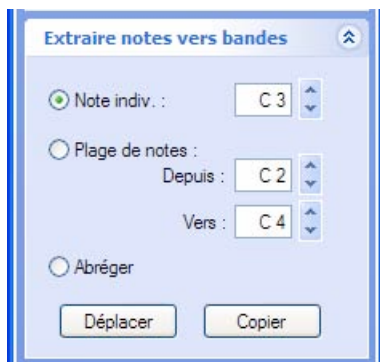 Extraire notes vers bandes
Note indiv. : C 3
Plage de notes :
Depuis : C 2
Vers : C 4
Abréger
Déplacer Copier